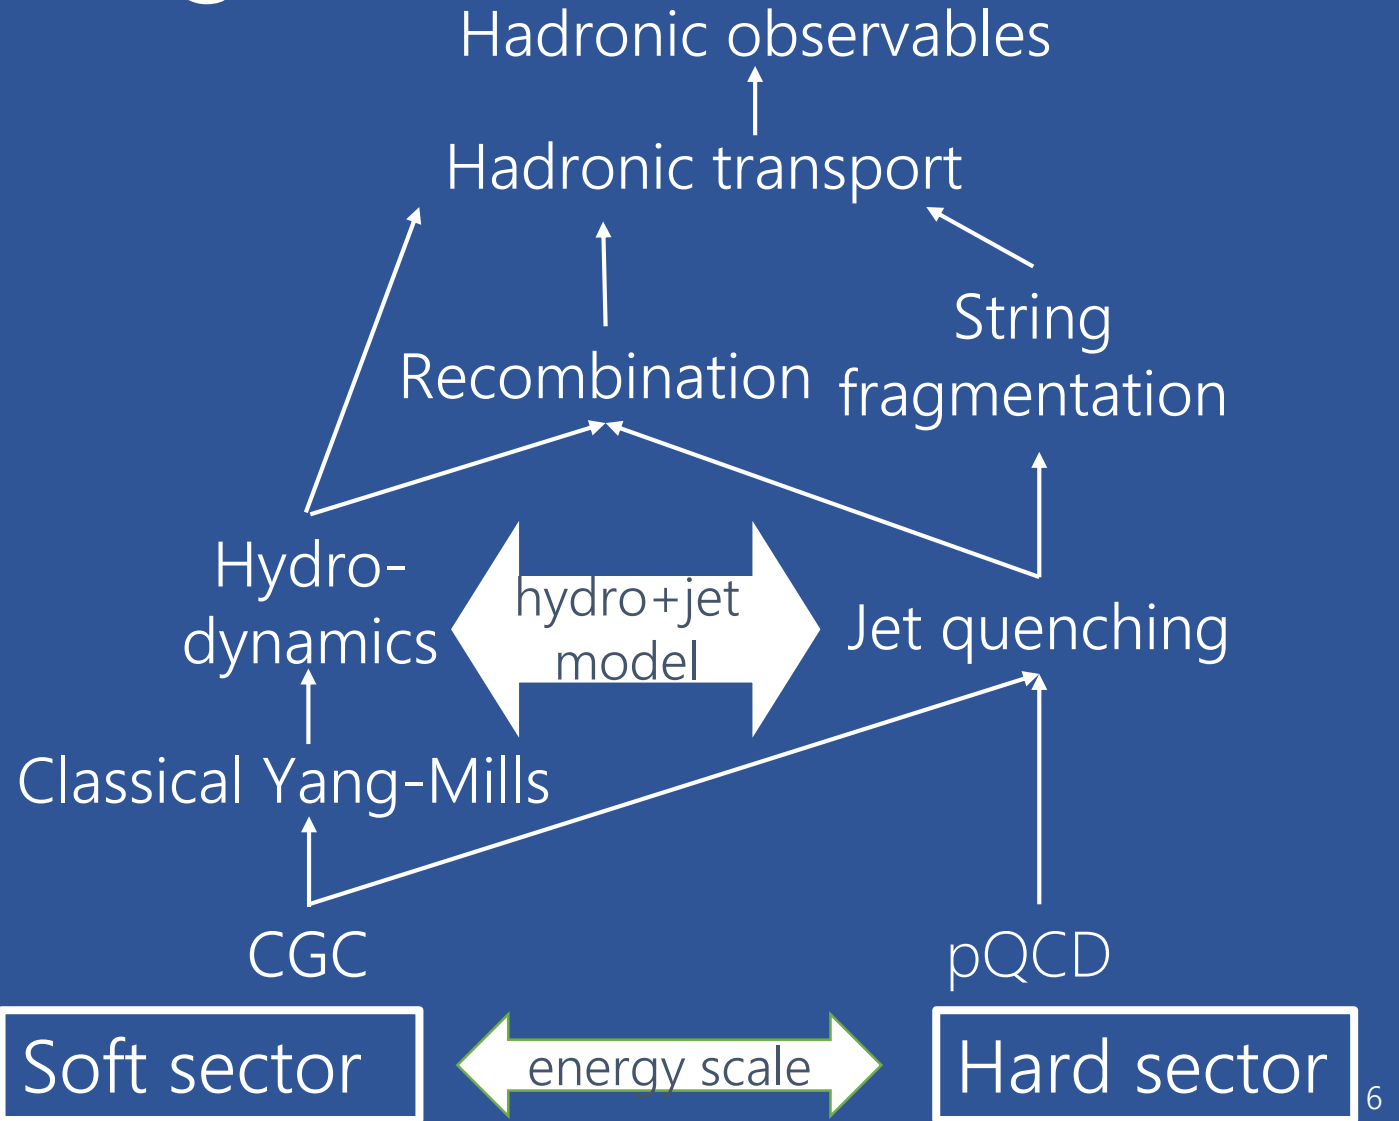 Hadronic observables
Hadronic transport
String
fragmentation
Recombination
Hydro-
dynamics
hydro+jet
model
Jet quenching
Classical Yang-Mills
CGC
pQCD
Soft sector
energy scale
Hard sector
6